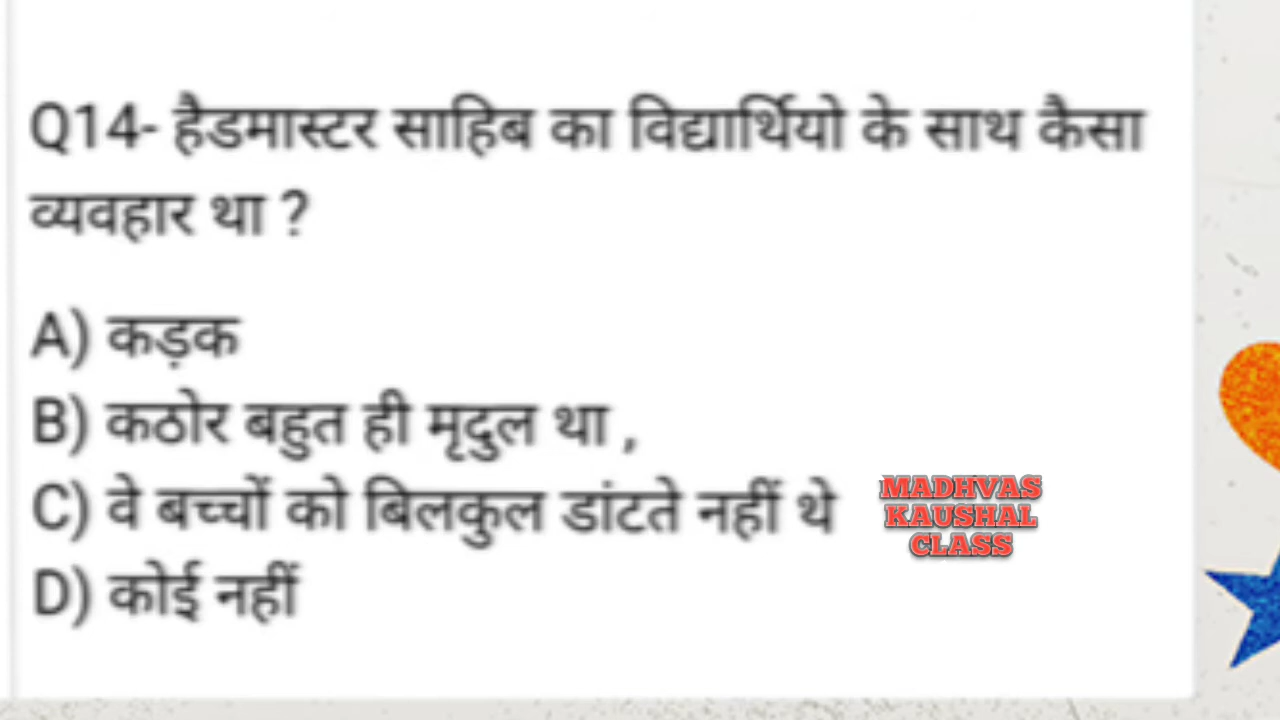 Q14- हैडमास्टर साहिब का विद्यार्थियो के साथ कैसा
व्यवहार था ?
A) कड़क
B) कठोर बहुत ही मृदुल था ,
C) वे बच्चों को बिलकुल डांटते नहीं थे
D) कोई नहीं
MADHVAS
KAUSHAL
CLASS